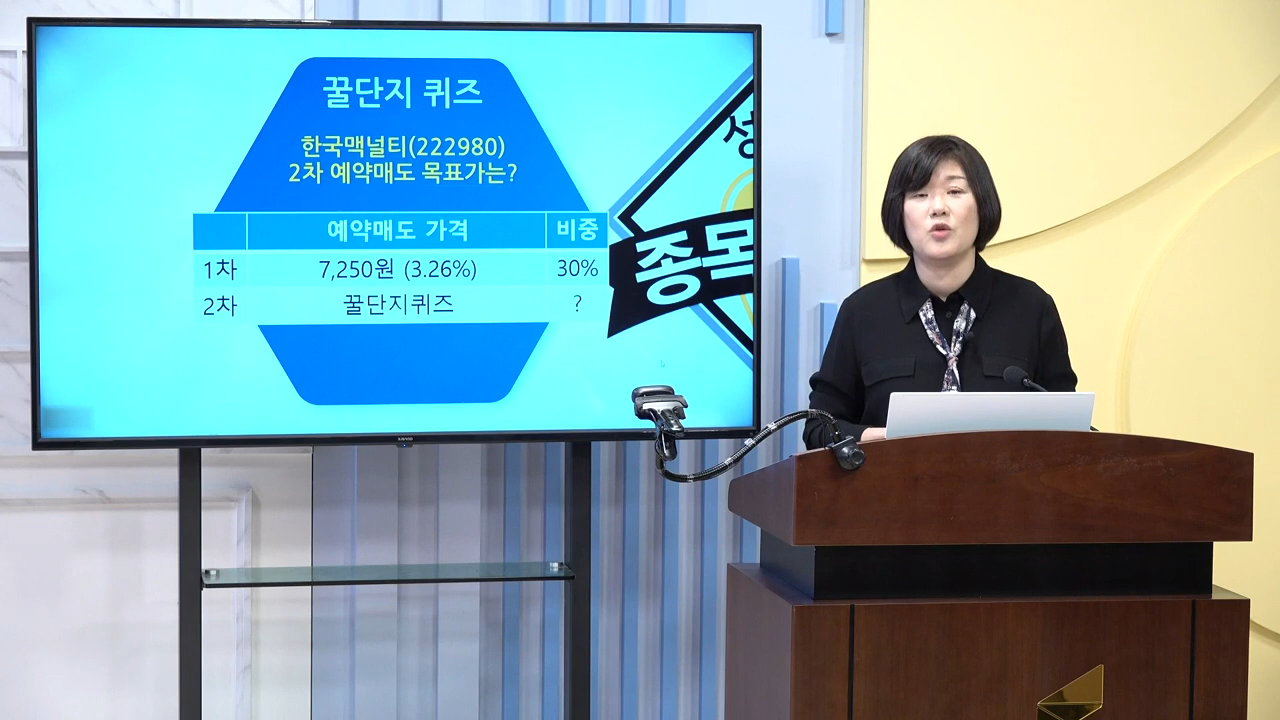 꿀단지 퀴즈
한국맥널티(222980)
2차 예약매도 목표가는?
예약매도 가격 비중
1차 7,250원 (3.26%) 30%
2차 꿀단지퀴즈 ?
성
종목